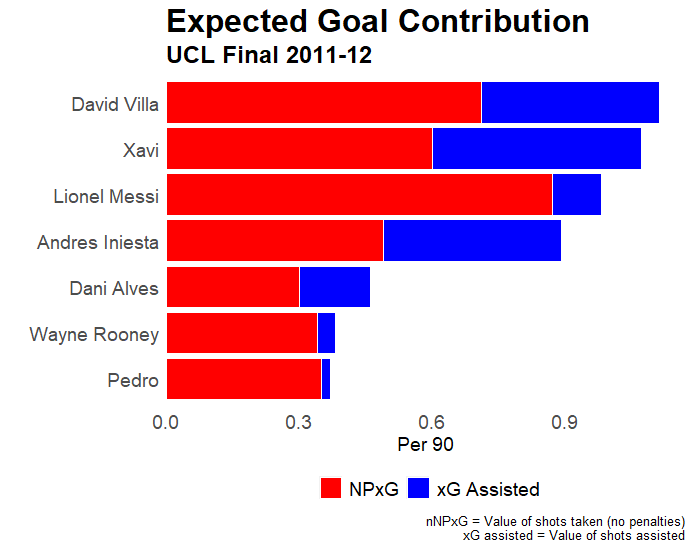 Expected Goal Contribution
UCL Final 2011-12
David Villa
Xavi
Lionel Messi
Andres Iniesta
Dani Alves
Wayne Rooney
Pedro
0.0 0.3 0.6 0.9
Per 90
NPxG xG Assisted
nNPxG = Value of shots taken (no penalties)
xG assisted = Value of shots assisted